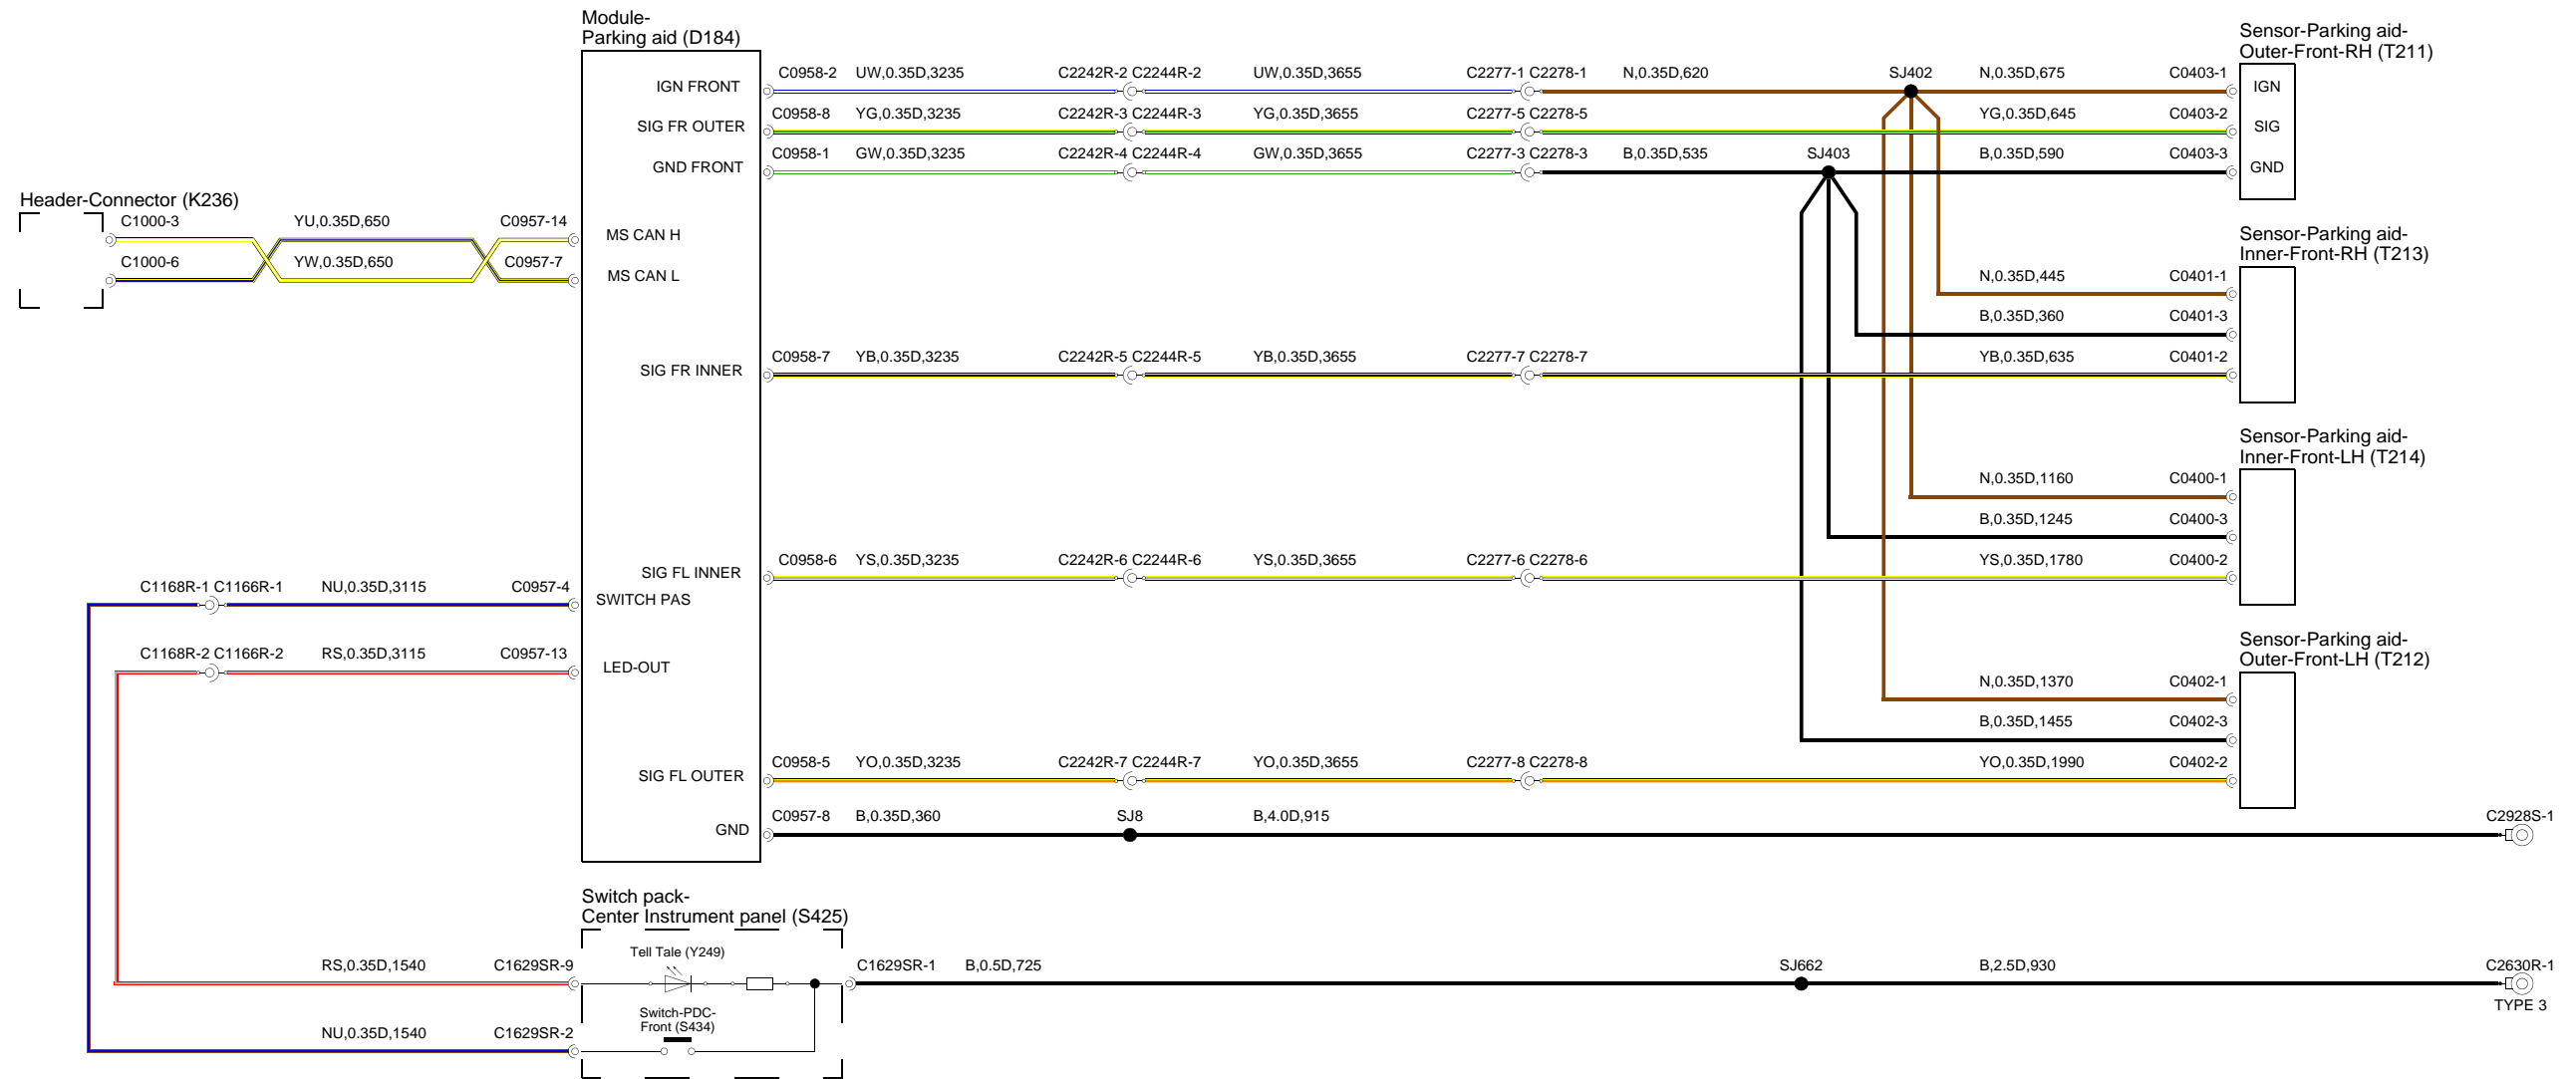 Module-
Parking aid (D184)
Sensor-Parking aid-
Outer-Front-RH (T211)
IGN FRONT
C0958-2 UW,0.35D,3235 C2242R-2 C2244R-2 UW,0.35D,3655 C2277-1 C2278-1 N,0.35D,620 SJ402 N,0.35D,675 C0403-1
IGN
SIG FR OUTER
C0958-8 YG,0.35D,3235 C2242R-3 C2244R-3 YG,0.35D,3655 C2277-5 C2278-5 YG,0.35D,645 C0403-2
SIG
GND FRONT
C0958-1 GW,0.35D,3235 C2242R-4 C2244R-4 GW,0.35D,3655 C2277-3 C2278-3 B,0.35D,535 SJ403 B,0.35D,590 C0403-3
GND
Header-Connector (K236)
C1000-3 YU,0.35D,650 C0957-14
MS CAN H
C1000-6 YW,0.35D,650 C0957-7
MS CAN L
Sensor-Parking aid-
Inner-Front-RH (T213)
N,0.35D,445 C0401-1
B,0.35D,360 C0401-3
SIG FR INNER
C0958-7 YB,0.35D,3235 C2242R-5 C2244R-5 YB,0.35D,3655 C2277-7 C2278-7 YB,0.35D,635 C0401-2
Sensor-Parking aid-
Inner-Front-LH (T214)
N,0.35D,1160 C0400-1
B,0.35D,1245 C0400-3
SIG FL INNER
C0958-6 YS,0.35D,3235 C2242R-6 C2244R-6 YS,0.35D,3655 C2277-6 C2278-6 YS,0.35D,1780 C0400-2
C1168R-1 C1166R-1 NU,0.35D,3115 C0957-4
SWITCH PAS
C1168R-2 C1166R-2 RS,0.35D,3115 C0957-13
LED-OUT
Sensor-Parking aid-
Outer-Front-LH (T212)
N,0.35D,1370 C0402-1
B,0.35D,1455 C0402-3
SIG FL OUTER
C0958-5 YO,0.35D,3235 C2242R-7 C2244R-7 YO,0.35D,3655 C2277-8 C2278-8 YO,0.35D,1990 C0402-2
GND
C0957-8 B,0.35D,360 SJ8 B,4.0D,915 C2928S-1
Switch pack-
Center Instrument panel (S425)
Tell Tale (Y249)
RS,0.35D,1540 C1629SR-9
C1629SR-1 B,0.5D,725 SJ662 B,2.5D,930 C2630R-1
TYPE 3
Switch-PDC-
Front (S434)
NU,0.35D,1540 C1629SR-2